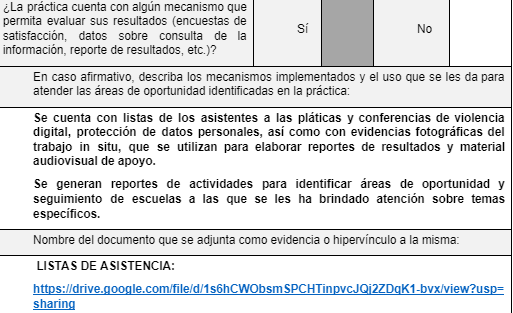 ¿La práctica cuenta con algún mecanismo que
permita evaluar sus resultados (encuestas de
satisfacción, datos sobre consulta de la
información, reporte de resultados, etc.)?
Sí
No
En caso afirmativo, describa los mecanismos implementados y el uso que se les da para
atender las áreas de oportunidad identificadas en la práctica:
Se cuenta con listas de los asistentes a las pláticas y conferencias de violencia
digital, protección de datos personales, así como con evidencias fotográficas del
trabajo in situ, que se utilizan para elaborar reportes de resultados y material
audiovisual de apoyo.
Se generan reportes de actividades para identificar áreas de oportunidad y
seguimiento de escuelas a las que se les ha brindado atención sobre temas
específicos.
Nombre del documento que se adjunta como evidencia o hipervínculo a la misma:
LISTAS DE ASISTENCIA:
https://drive.google.com/file/d/1s6hCWObsmSPCHTinpvcJQj2ZDqK1-bvx/view?usp=
sharing